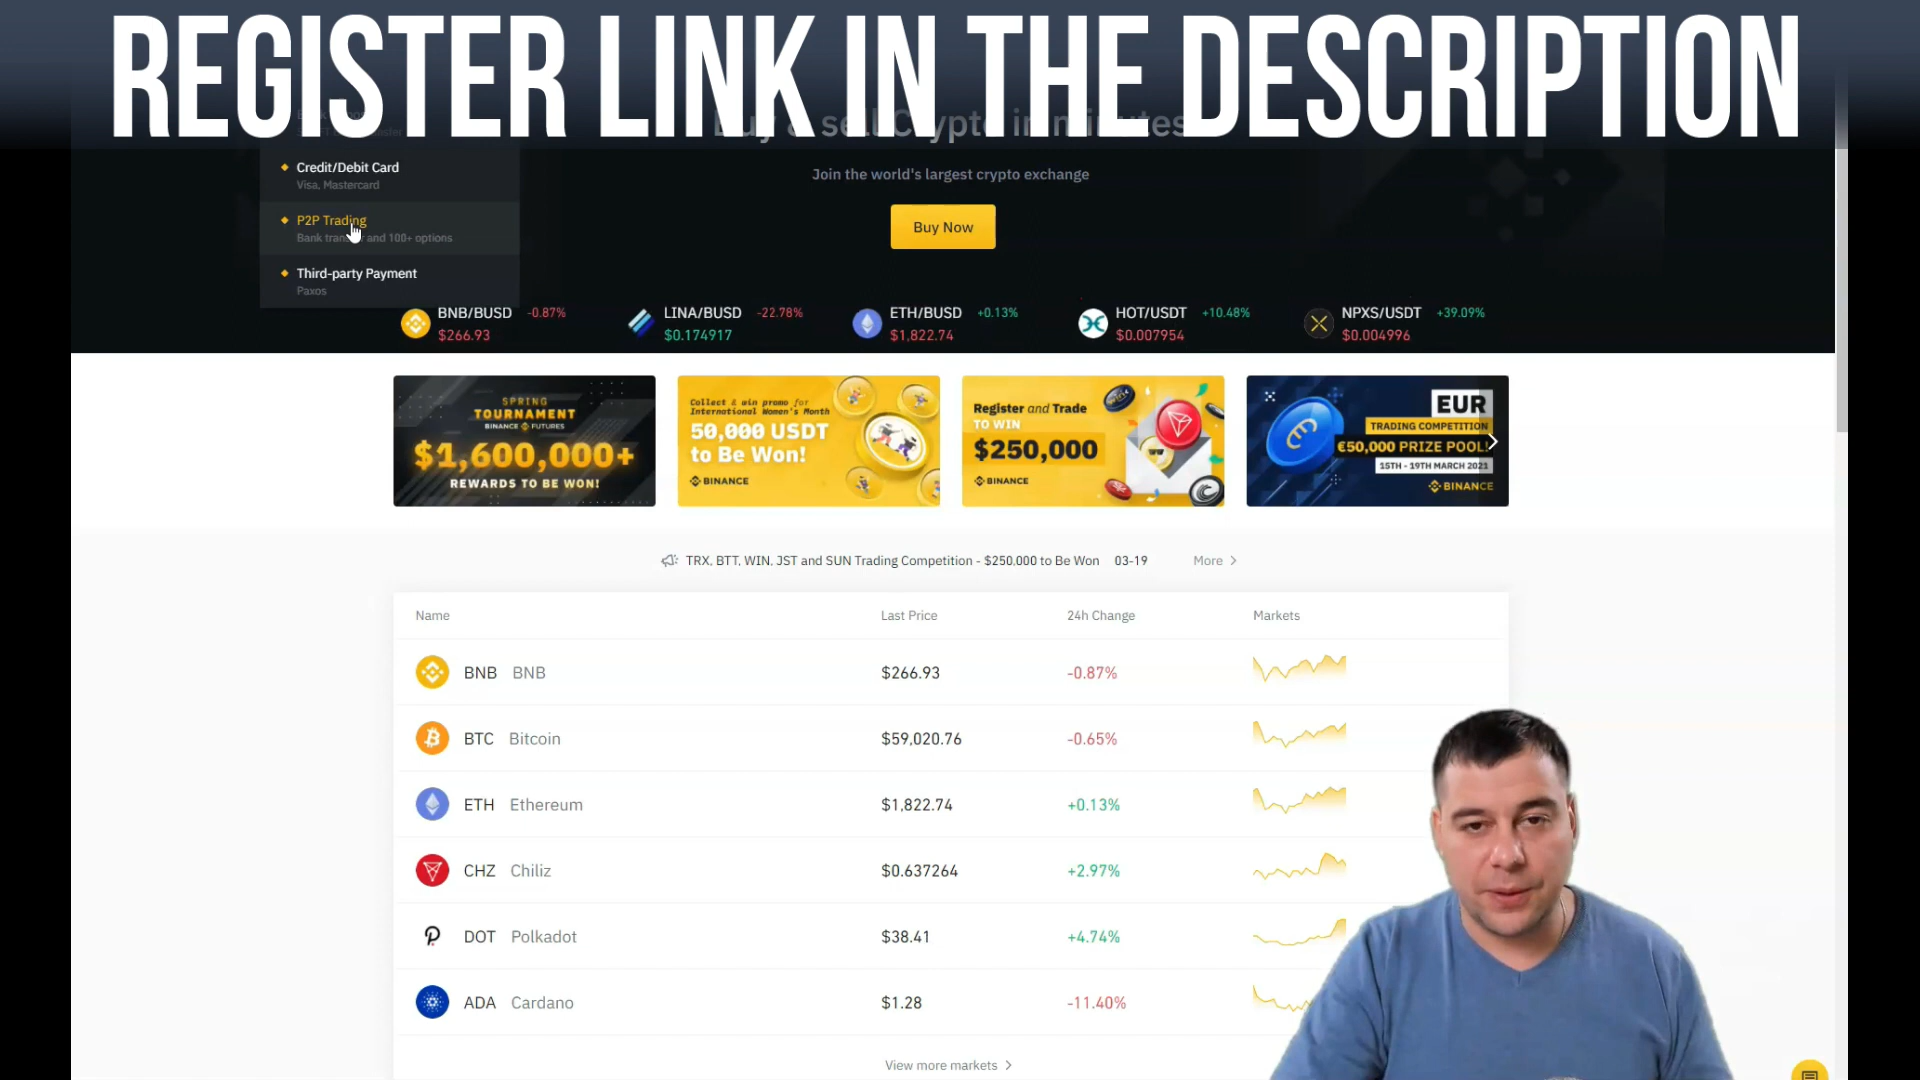 REGISTER LINK IN THE DESCRIPTION
Buy & sell Crypto in minutes
Join the world's largest crypto exchange
Buy Now
Credit/Debit Card
Visa, Mastercard
P2P Trading
Bank transfer and 100+ options
Third-party Payment
Paxos
BNB/BUSD -0.87%
$266.93
LINA/BUSD -22.78%
$0.174917
ETH/BUSD +0.13%
$1,822.74
HOT/USDT +10.48%
$0.007954
NPXS/USDT +39.09%
$0.004996
SPRING
TOURNAMENT
BINANCE FUTURES
$1,600,000+
REWARDS TO BE WON!
Collect & win promo for
International Women's Month
50,000 USDT
to Be Won!
BINANCE
Register and Trade
TO WIN
$250,000
BINANCE
EUR
TRADING COMPETITION
€50,000 PRIZE POOL!
15TH - 19TH MARCH 2021
BINANCE
TRX, BTT, WIN, JST and SUN Trading Competition - $250,000 to Be Won 03-19 More
Name Last Price 24h Change Markets
BNB BNB $266.93 -0.87%
BTC Bitcoin $59,020.76 -0.65%
ETH Ethereum $1,822.74 +0.13%
CHZ Chiliz $0.637264 +2.97%
DOT Polkadot $38.41 +4.74%
ADA Cardano $1.28 -11.40%
View more markets